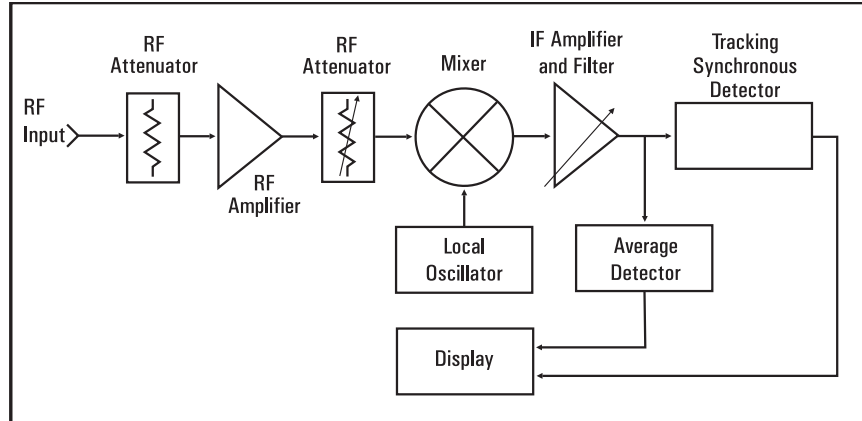 RF
Attenuator
RF
Attenuator
Mixer
IF Amplifier
and Filter
Tracking
Synchronous
Detector
RF
Input
RF
Amplifier
Local
Oscillator
Average
Detector
Display